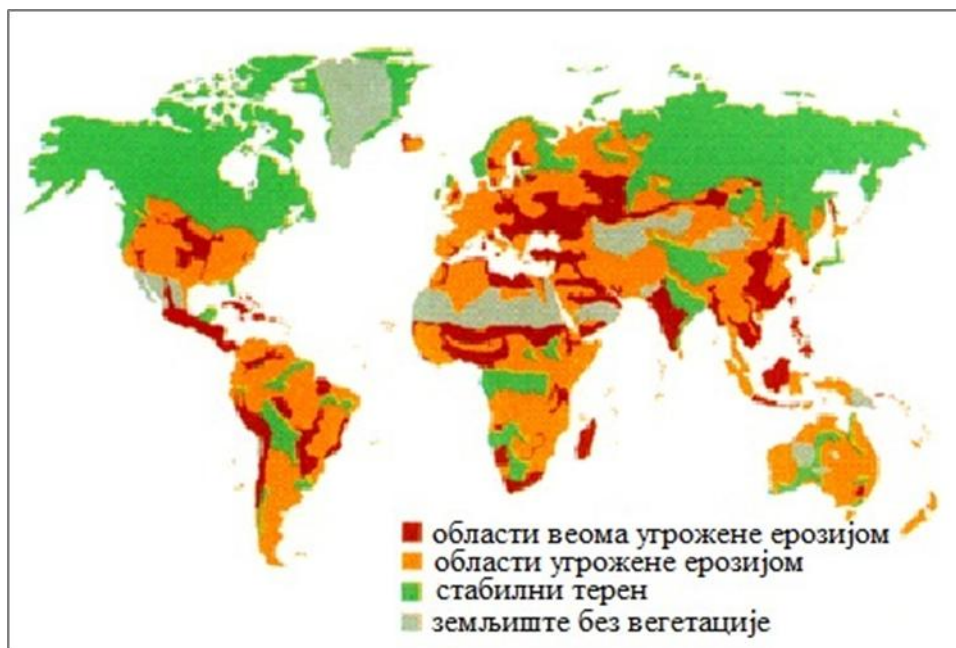 области веома угрожене ерозијом
области угрожене ерозијом
стабилни терен
земљиште без вегетације